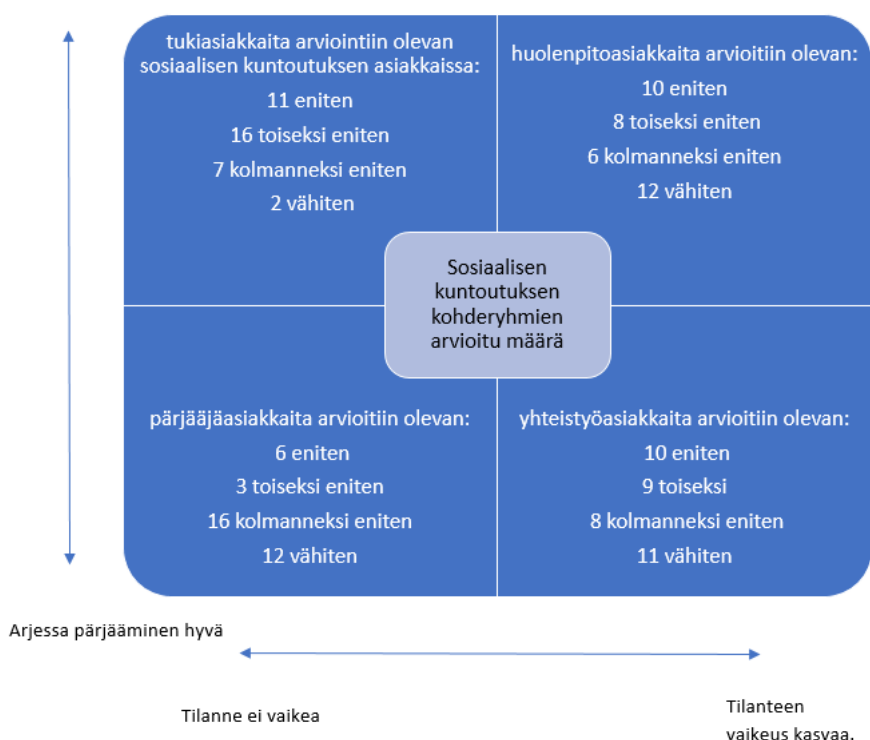 tukiasiakkaita arviointiin olevan
sosiaalisen kuntoutuksen asiakkaissa:
11 eniten
16 toiseksi eniten
7 kolmanneksi eniten
2 vähiten
huolenpitoasiakkaita arvioitiin olevan:
10 eniten
8 toiseksi eniten
6 kolmanneksi eniten
12 vähiten
Sosiaalisen
kuntoutuksen
kohderyhmien
arvioitu määrä
pärjääjäasiakkaita arvioitiin olevan:
6 eniten
3 toiseksi eniten
16 kolmanneksi eniten
12 vähiten
yhteistyöasiakkaita arvioitiin olevan:
10 eniten
9 toiseksi
8 kolmanneksi eniten
11 vähiten
Arjessa pärjääminen hyvä
Tilanne ei vaikea
Tilanteen
vaikeus kasvaa.